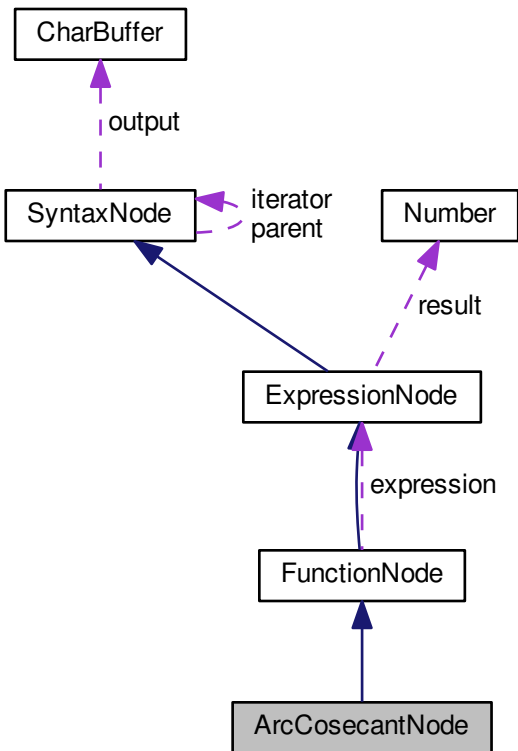 CharBuffer
output
SyntaxNode
iterator
parent
Number
result
ExpressionNode
expression
FunctionNode
ArcCosecantNode